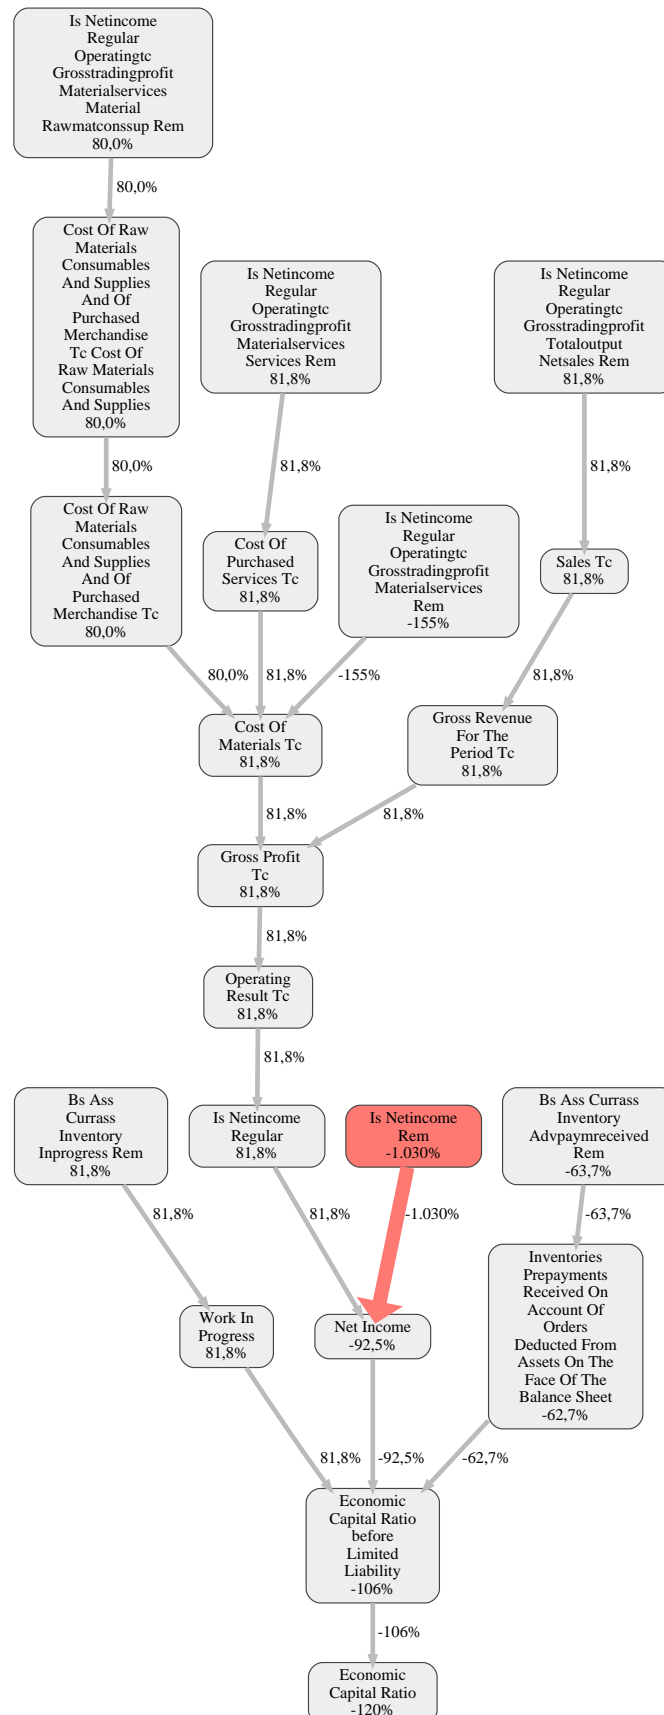 Is Netincome
Regular
Operatingtc
Grosstradingprofit
Materialservices
Material
Rawmatconssup Rem
80,0%
80,0%
Cost Of Raw
Materials
Consumables
And Supplies
And Of
Purchased
Merchandise
Tc Cost Of
Raw Materials
Consumables
And Supplies
80,0%
Is Netincome
Regular
Operatingtc
Grosstradingprofit
Materialservices
Services Rem
81,8%
Is Netincome
Regular
Operatingtc
Grosstradingprofit
Totaloutput
Netsales Rem
81,8%
80,0%
81,8%
81,8%
Cost Of Raw
Materials
Consumables
And Supplies
And Of
Purchased
Merchandise Tc
80,0%
Cost Of
Purchased
Services Tc
81,8%
Is Netincome
Regular
Operatingtc
Grosstradingprofit
Materialservices
Rem
-155%
Sales Tc
81,8%
80,0%
81,8%
-155%
81,8%
Cost Of
Materials Tc
81,8%
Gross Revenue
For The
Period Tc
81,8%
81,8%
81,8%
Gross Profit
Tc
81,8%
81,8%
Operating
Result Tc
81,8%
81,8%
Bs Ass
Currass
Inventory
Inprogress Rem
81,8%
Is Netincome
Regular
81,8%
Is Netincome
Rem
-1.030%
Bs Ass Currass
Inventory
Advpaymreceived
Rem
-63,7%
81,8%
81,8%
-1.030%
-63,7%
Work In
Progress
81,8%
Net Income
-92,5%
Inventories
Prepayments
Received On
Account Of
Orders
Deducted From
Assets On The
Face Of The
Balance Sheet
-62,7%
81,8%
-92,5%
-62,7%
Economic
Capital Ratio
before
Limited
Liability
-106%
-106%
Economic
Capital Ratio
-120%